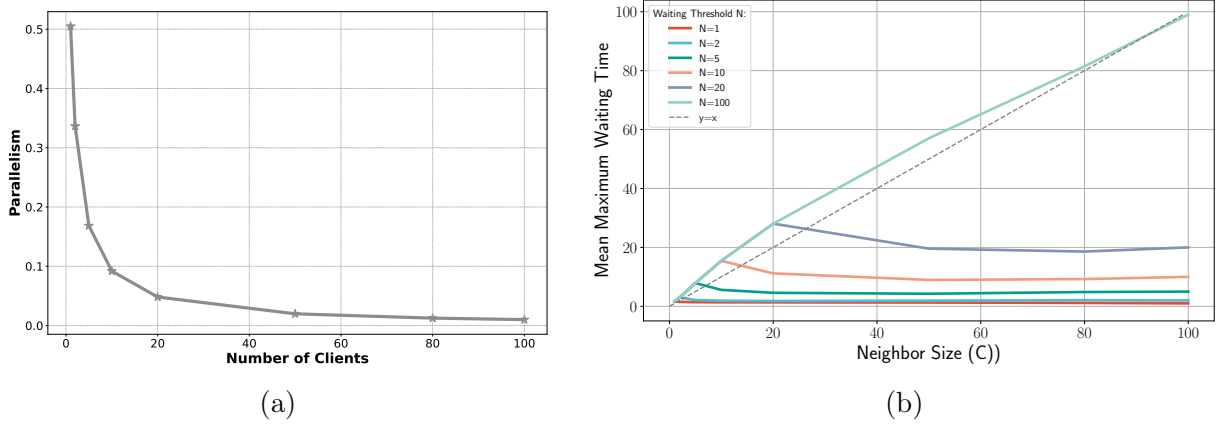 Parallelism
0.5
0.4
0.3
0.2
0.1
0.0
0 20 40 60 80 100
Number of Clients
(a)
Mean Maximum Waiting Time
100
80
60
40
20
0
Waiting Threshold N:
N=1
N=2
N=5
N=10
N=20
N=100
y=x
0 20 40 60 80 100
Neighbor Size (C))
(b)